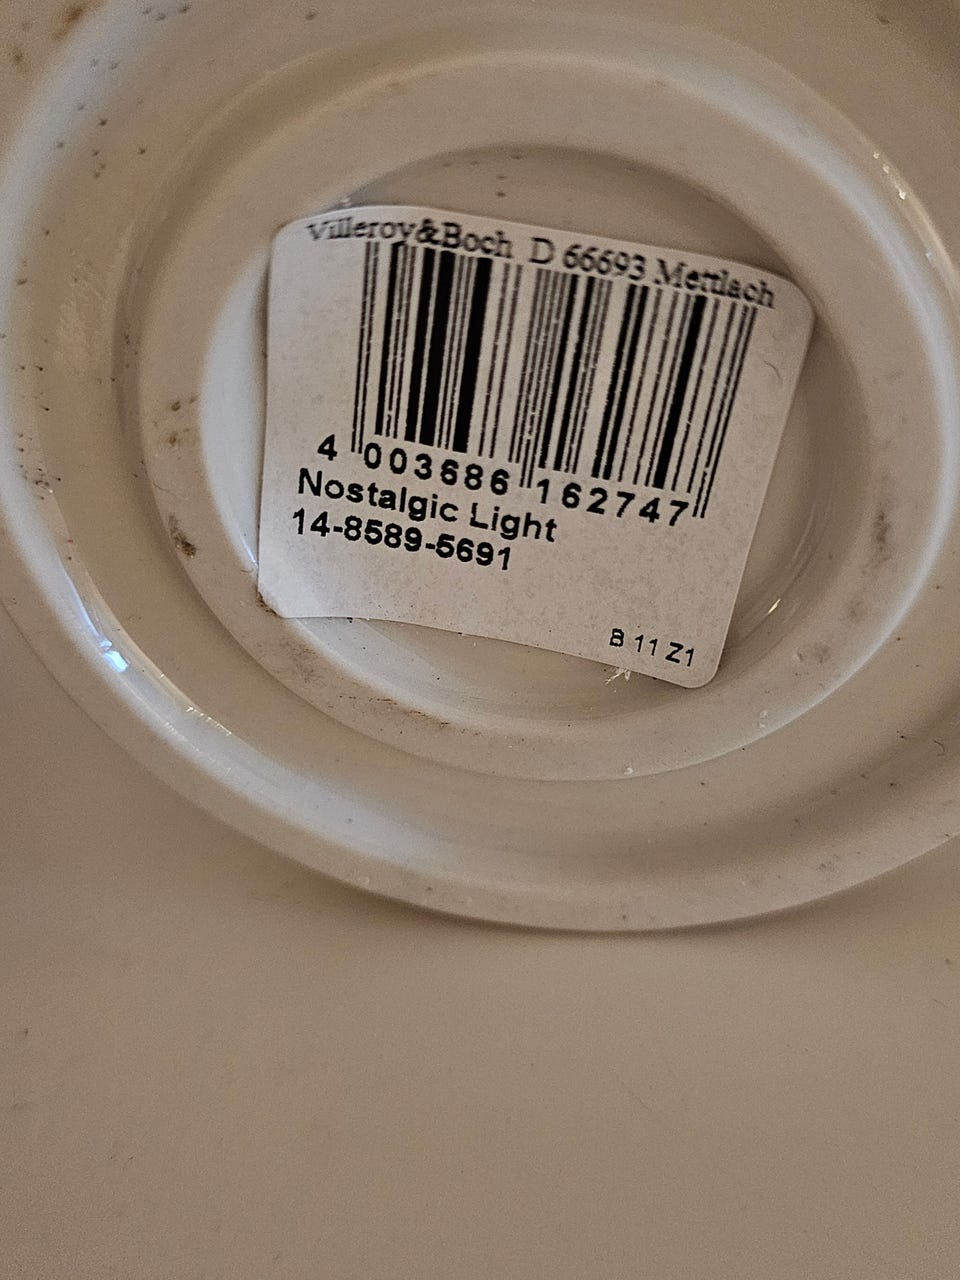 Villeroy&Boch D 66693 Mettlach
4 003686 162747
Nostalgic Light
14-8589-5691
B 11 Z1